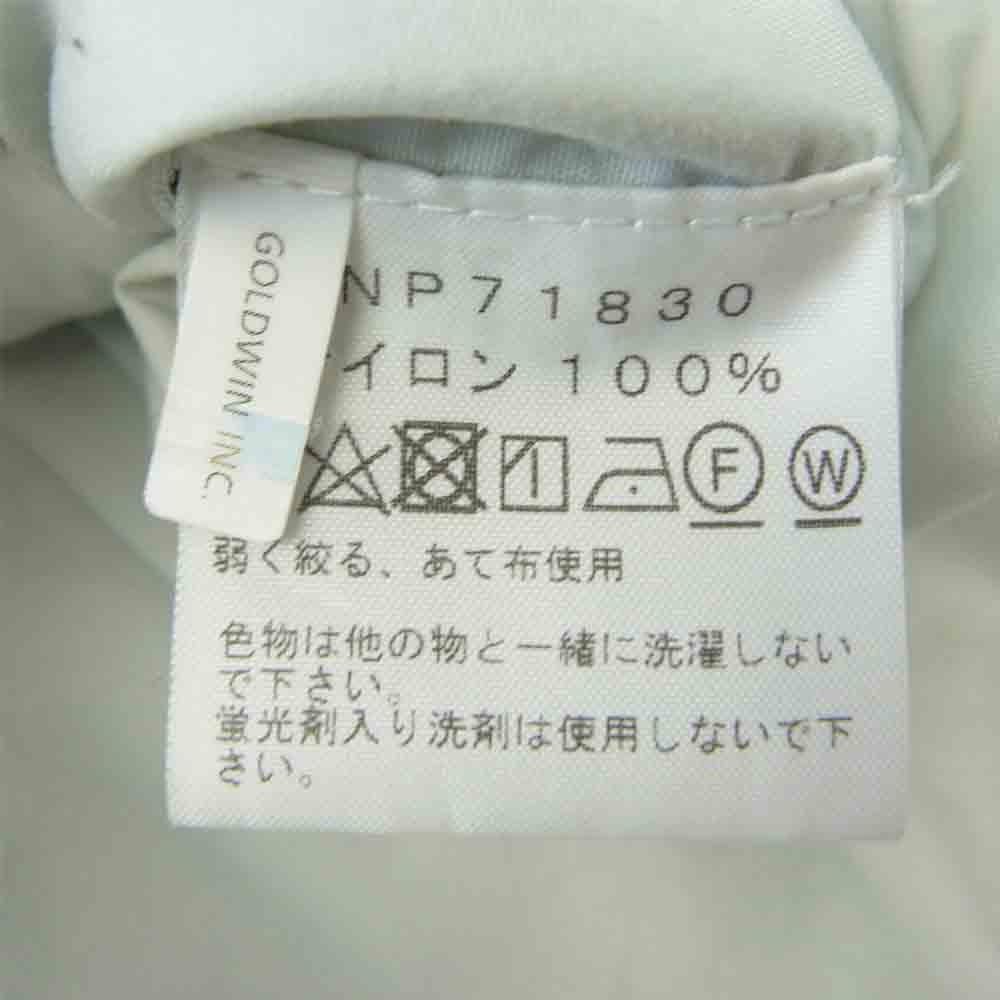 GOLDWIN INC.
NP71830
イロン 100%
F W
弱く絞る、あて布使用
色物は他の物と一緒に洗濯しない
で下さい。
蛍光剤入り洗剤は使用しないで下
さい。